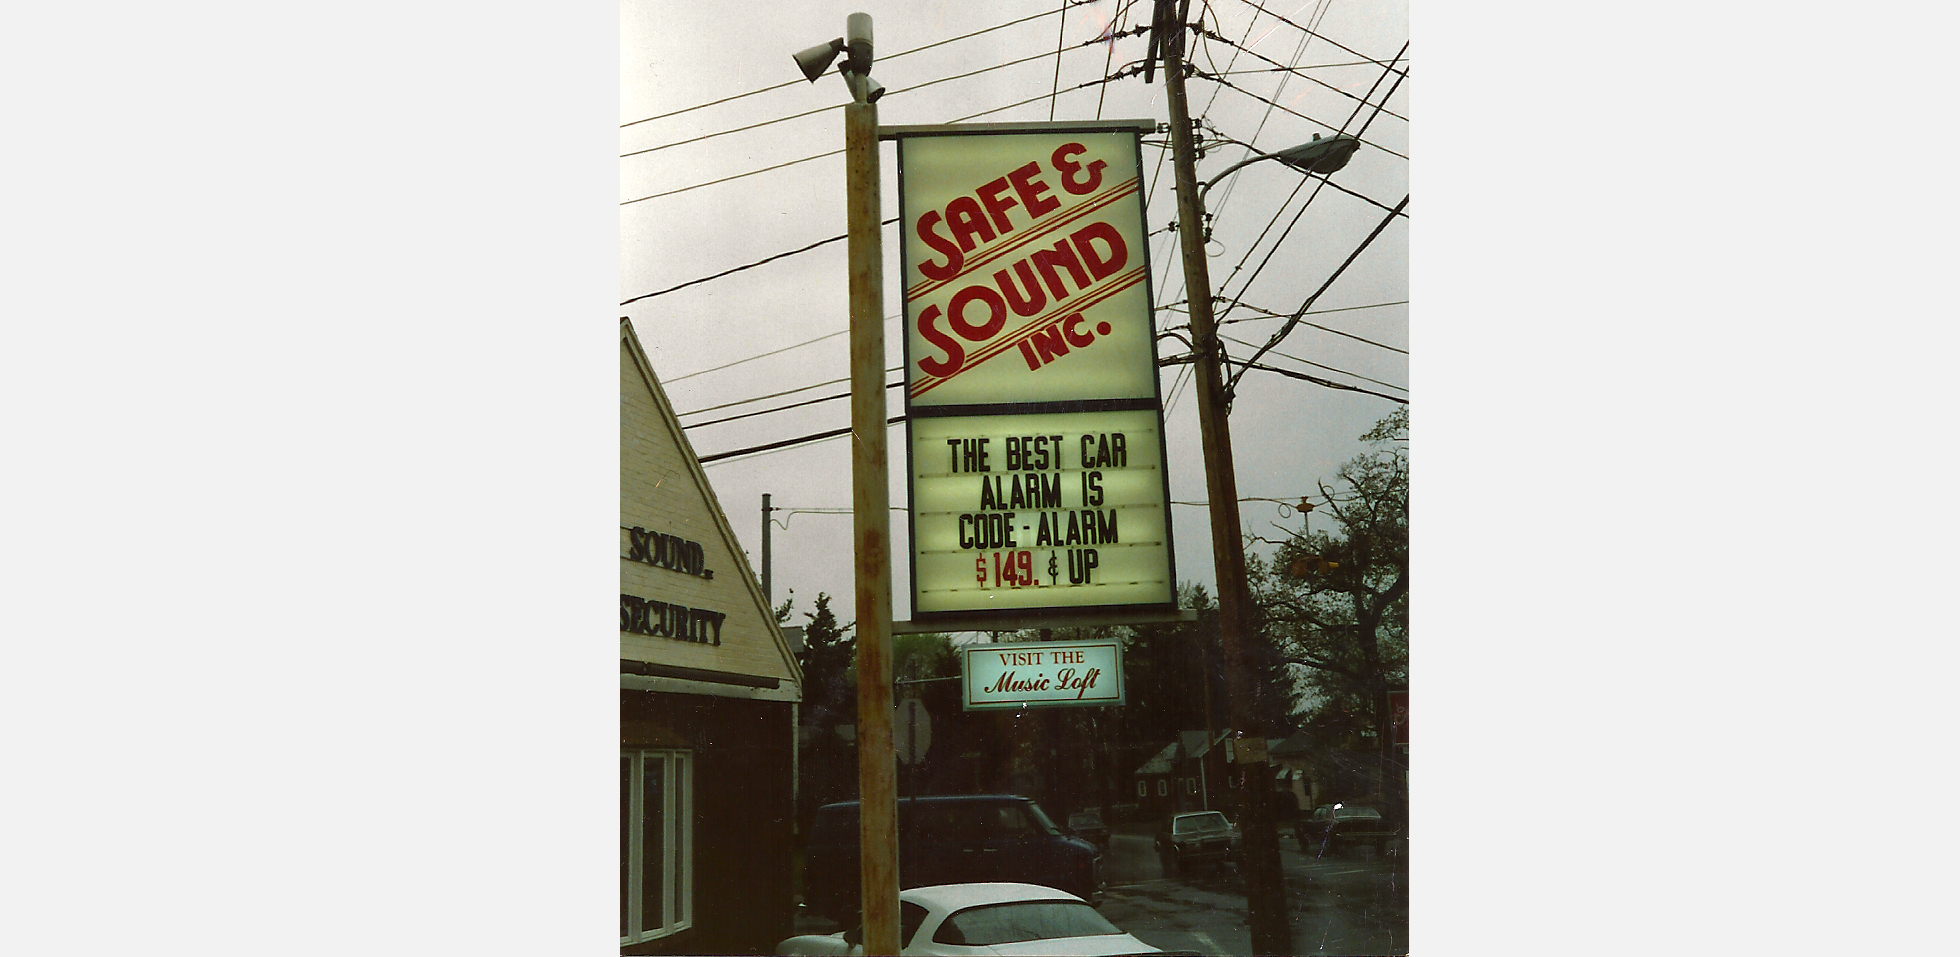 SAFE &
SOUND
INC.
THE BEST CAR
ALARM IS
CODE-ALARM
$149. ¢ UP
VISIT THE
Music Loft
SOUND
SECURITY